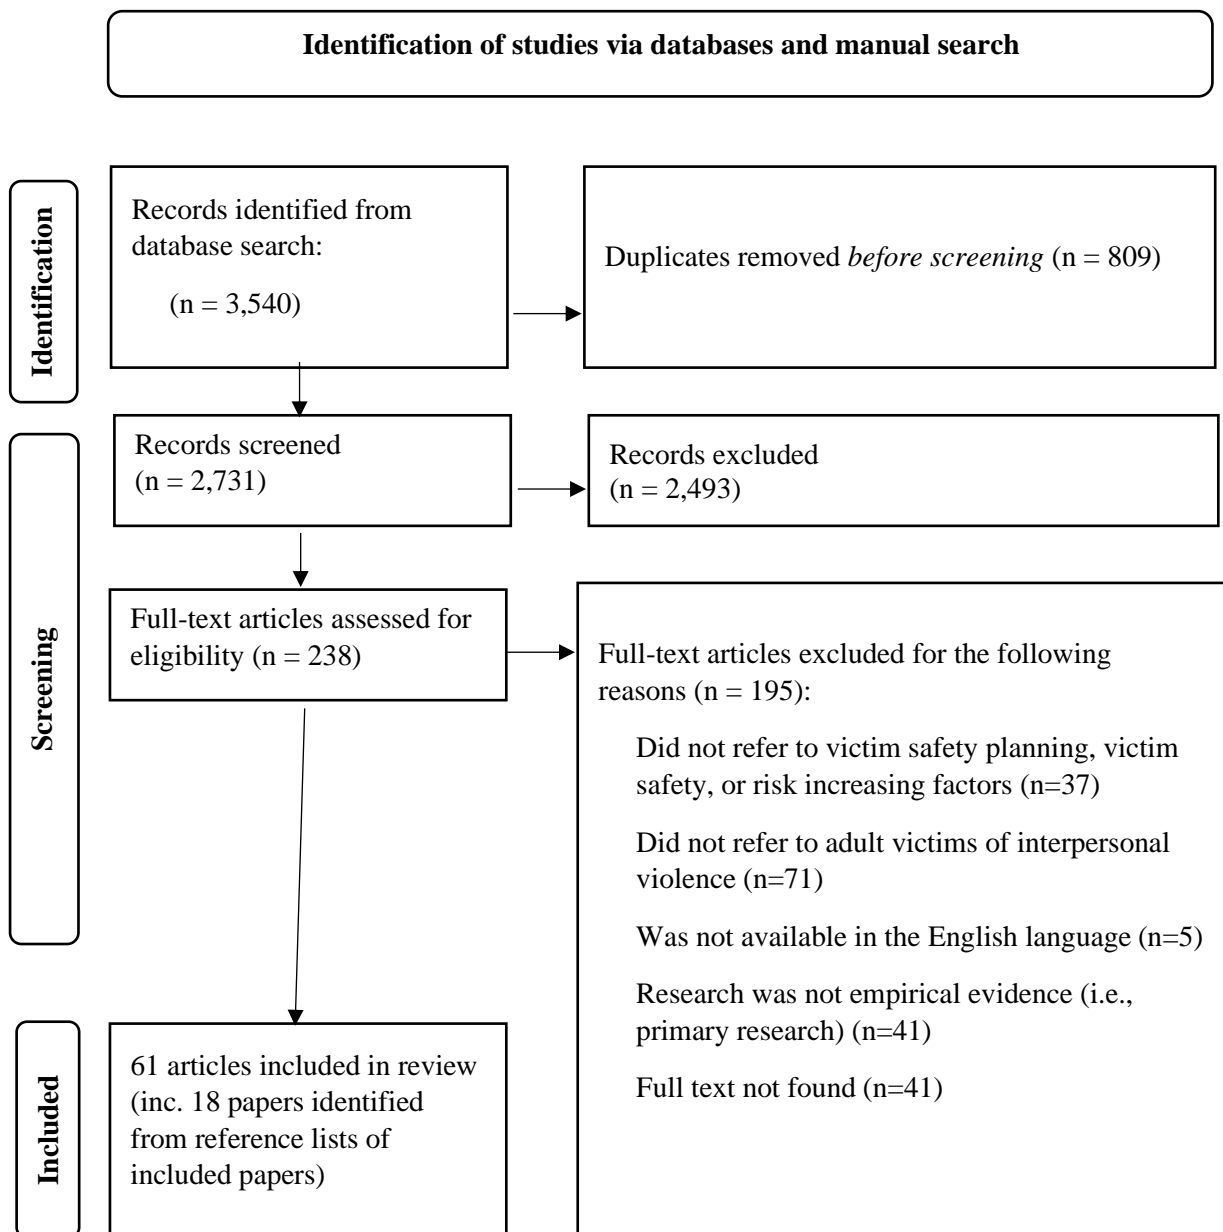 Identification of studies via databases and manual search
Identification
Records identified from
database search:
(n = 3,540)
Duplicates removed before screening (n = 809)
Screening
Records screened
(n = 2,731)
Records excluded
(n = 2,493)
Full-text articles assessed for
eligibility (n = 238)
Full-text articles excluded for the following
reasons (n = 195):
Did not refer to victim safety planning, victim
safety, or risk increasing factors (n=37)
Did not refer to adult victims of interpersonal
violence (n=71)
Was not available in the English language (n=5)
Research was not empirical evidence (i.e.,
primary research) (n=41)
Full text not found (n=41)
Included
61 articles included in review
(inc. 18 papers identified
from reference lists of
included papers)